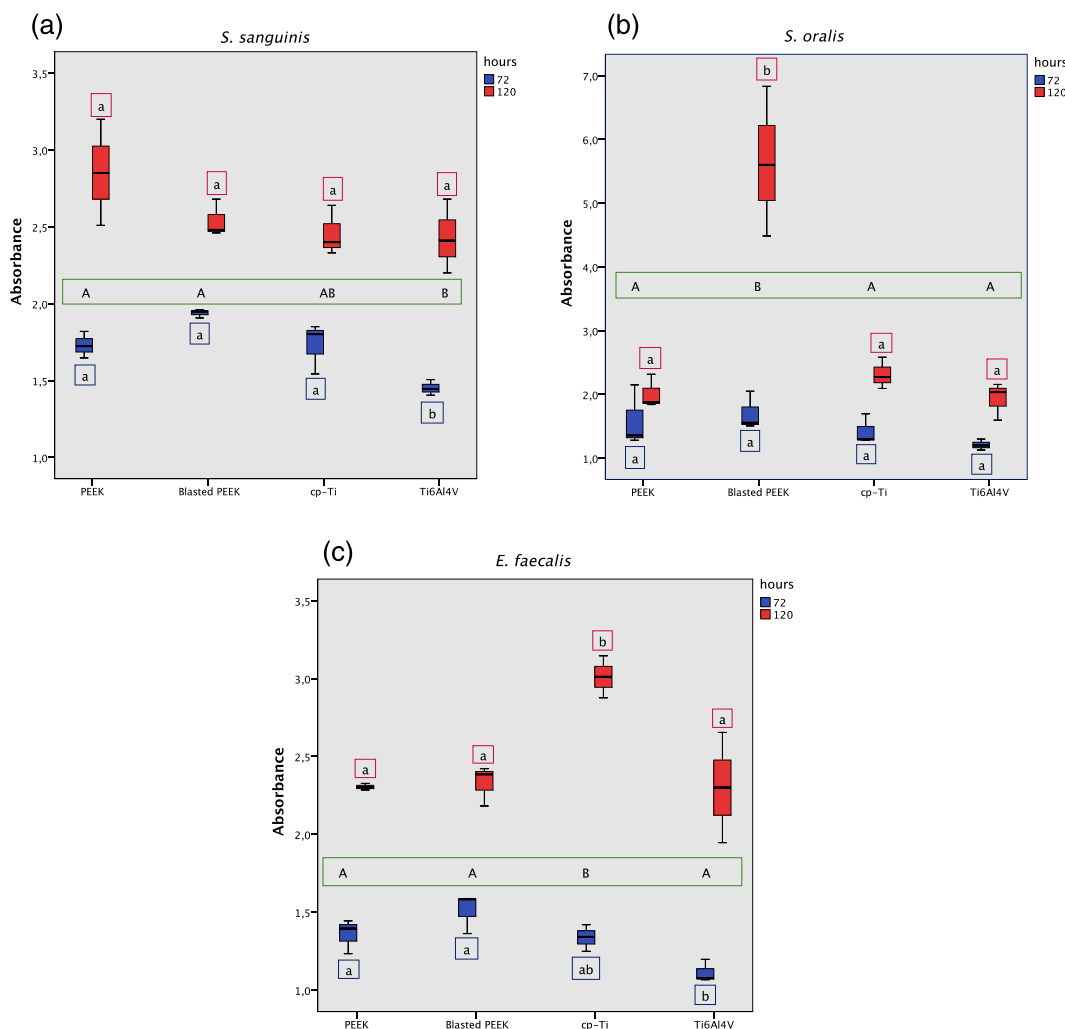 (a)
S. sanguinis
hours
72
120
3,5
3,0
2,5
2,0
1,5
1,0
Absorbance
a
a
a
a
A A AB B
a
a
a
b
PEEK Blasted PEEK cp-Ti Ti6Al4V
(b)
S. oralis
hours
72
120
7,0
6,0
5,0
4,0
3,0
2,0
1,0
Absorbance
a
b
a
a
A B A A
a
a
a
a
PEEK Blasted PEEK cp-Ti Ti6Al4V
(c)
E. faecalis
hours
72
120
3,5
3,0
2,5
2,0
1,5
1,0
Absorbance
a
a
b
a
A A B A
a
a
ab
b
PEEK Blasted PEEK cp-Ti Ti6Al4V